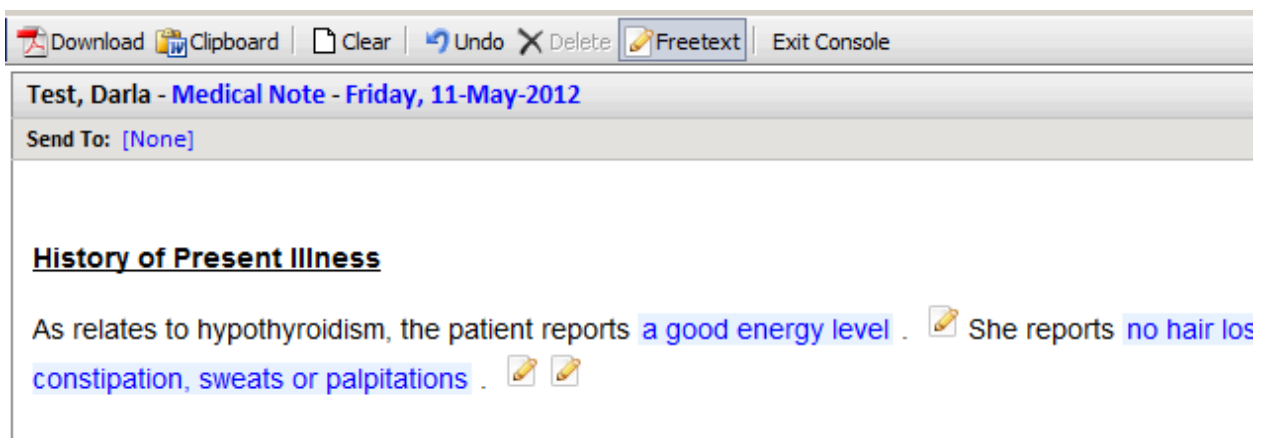 Download Clipboard Clear Undo Delete Freetext Exit Console
Test, Darla - Medical Note - Friday, 11-May-2012
Send To: [None]
History of Present Illness
As relates to hypothyroidism, the patient reports a good energy level . She reports no hair los
constipation, sweats or palpitations .